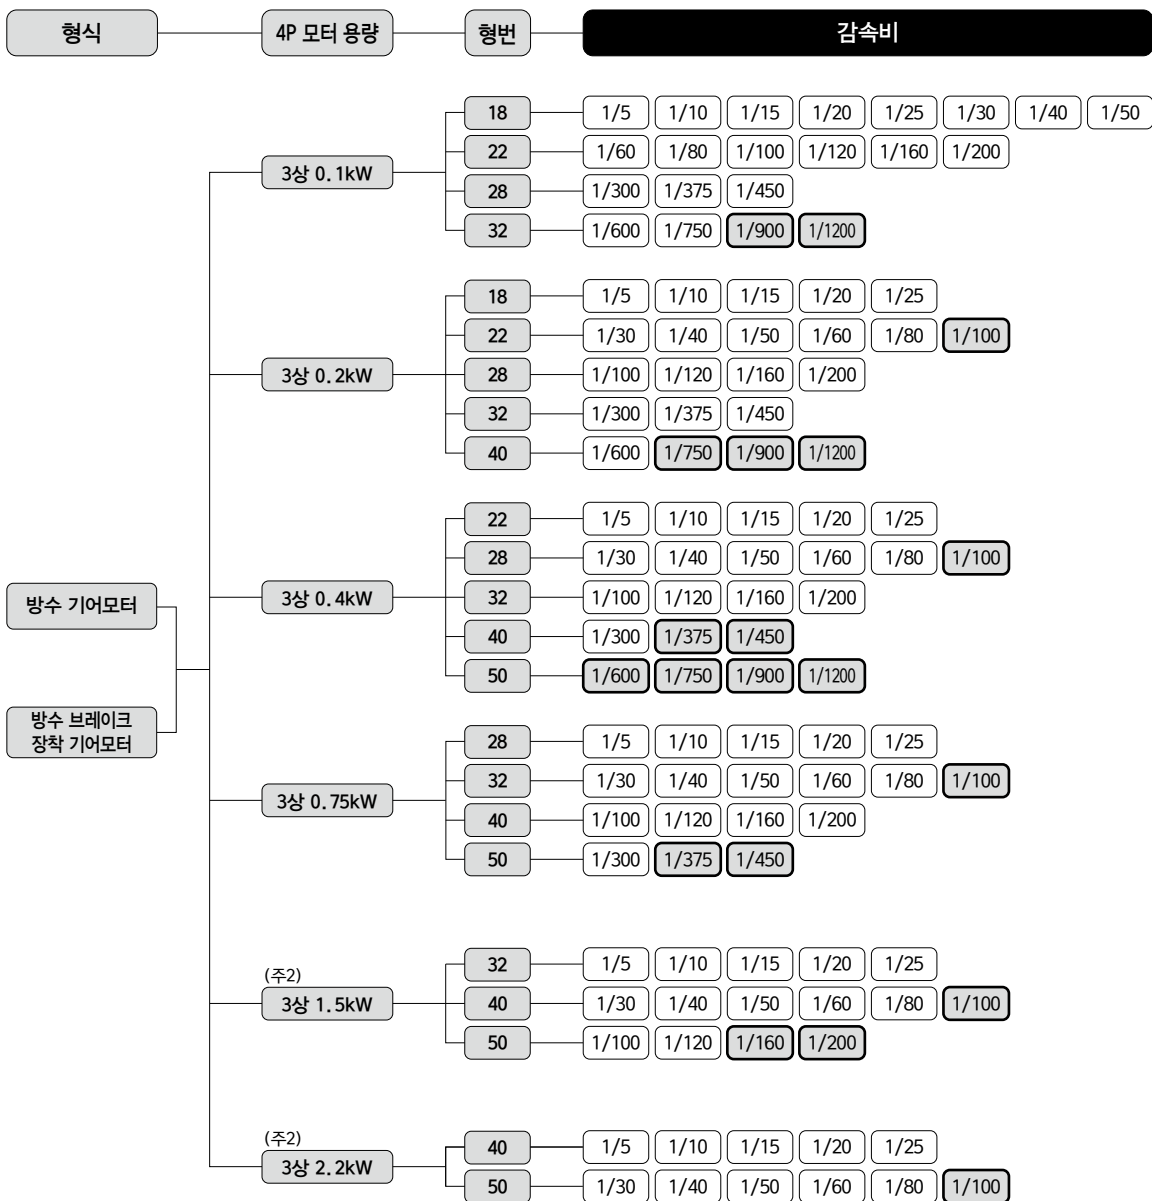 형식 4P 모터 용량 형번 감속비
18 1/5 1/10 1/15 1/20 1/25 1/30 1/40 1/50
22 1/60 1/80 1/100 1/120 1/160 1/200
3상 0.1kW
28 1/300 1/375 1/450
32 1/600 1/750 1/900 1/1200
18 1/5 1/10 1/15 1/20 1/25
22 1/30 1/40 1/50 1/60 1/80 1/100
3상 0.2kW 28 1/100 1/120 1/160 1/200
32 1/300 1/375 1/450
40 1/600 1/750 1/900 1/1200
22 1/5 1/10 1/15 1/20 1/25
28 1/30 1/40 1/50 1/60 1/80 1/100
방수 기어모터 3상 0.4kW 32 1/100 1/120 1/160 1/200
40 1/300 1/375 1/450
50 1/600 1/750 1/900 1/1200
방수 브레이크
장착 기어모터
28 1/5 1/10 1/15 1/20 1/25
32 1/30 1/40 1/50 1/60 1/80 1/100
3상 0.75kW
40 1/100 1/120 1/160 1/200
50 1/300 1/375 1/450
32 1/5 1/10 1/15 1/20 1/25
(주2)
3상 1.5kW 40 1/30 1/40 1/50 1/60 1/80 1/100
50 1/100 1/120 1/160 1/200
(주2)
40 1/5 1/10 1/15 1/20 1/25
3상 2.2kW
50 1/30 1/40 1/50 1/60 1/80 1/100